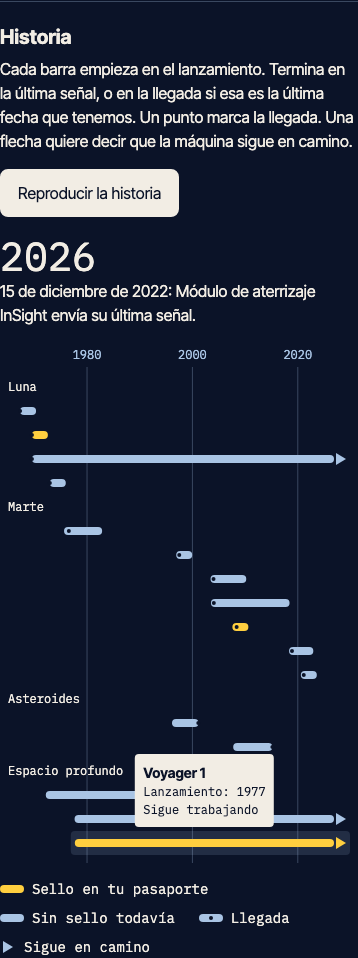 Historia
Cada barra empieza en el lanzamiento. Termina en
la última señal, o en la llegada si esa es la última
fecha que tenemos. Un punto marca la llegada. Una
flecha quiere decir que la máquina sigue en camino.
Reproducir la historia
2026
15 de diciembre de 2022: Módulo de aterrizaje
InSight envía su última señal.
1980 2000 2020
Luna
Marte
Asteroides
Espacio profundo
Voyager 1
Lanzamiento: 1977
Sigue trabajando
Sello en tu pasaporte
Sin sello todavía Llegada
Sigue en camino